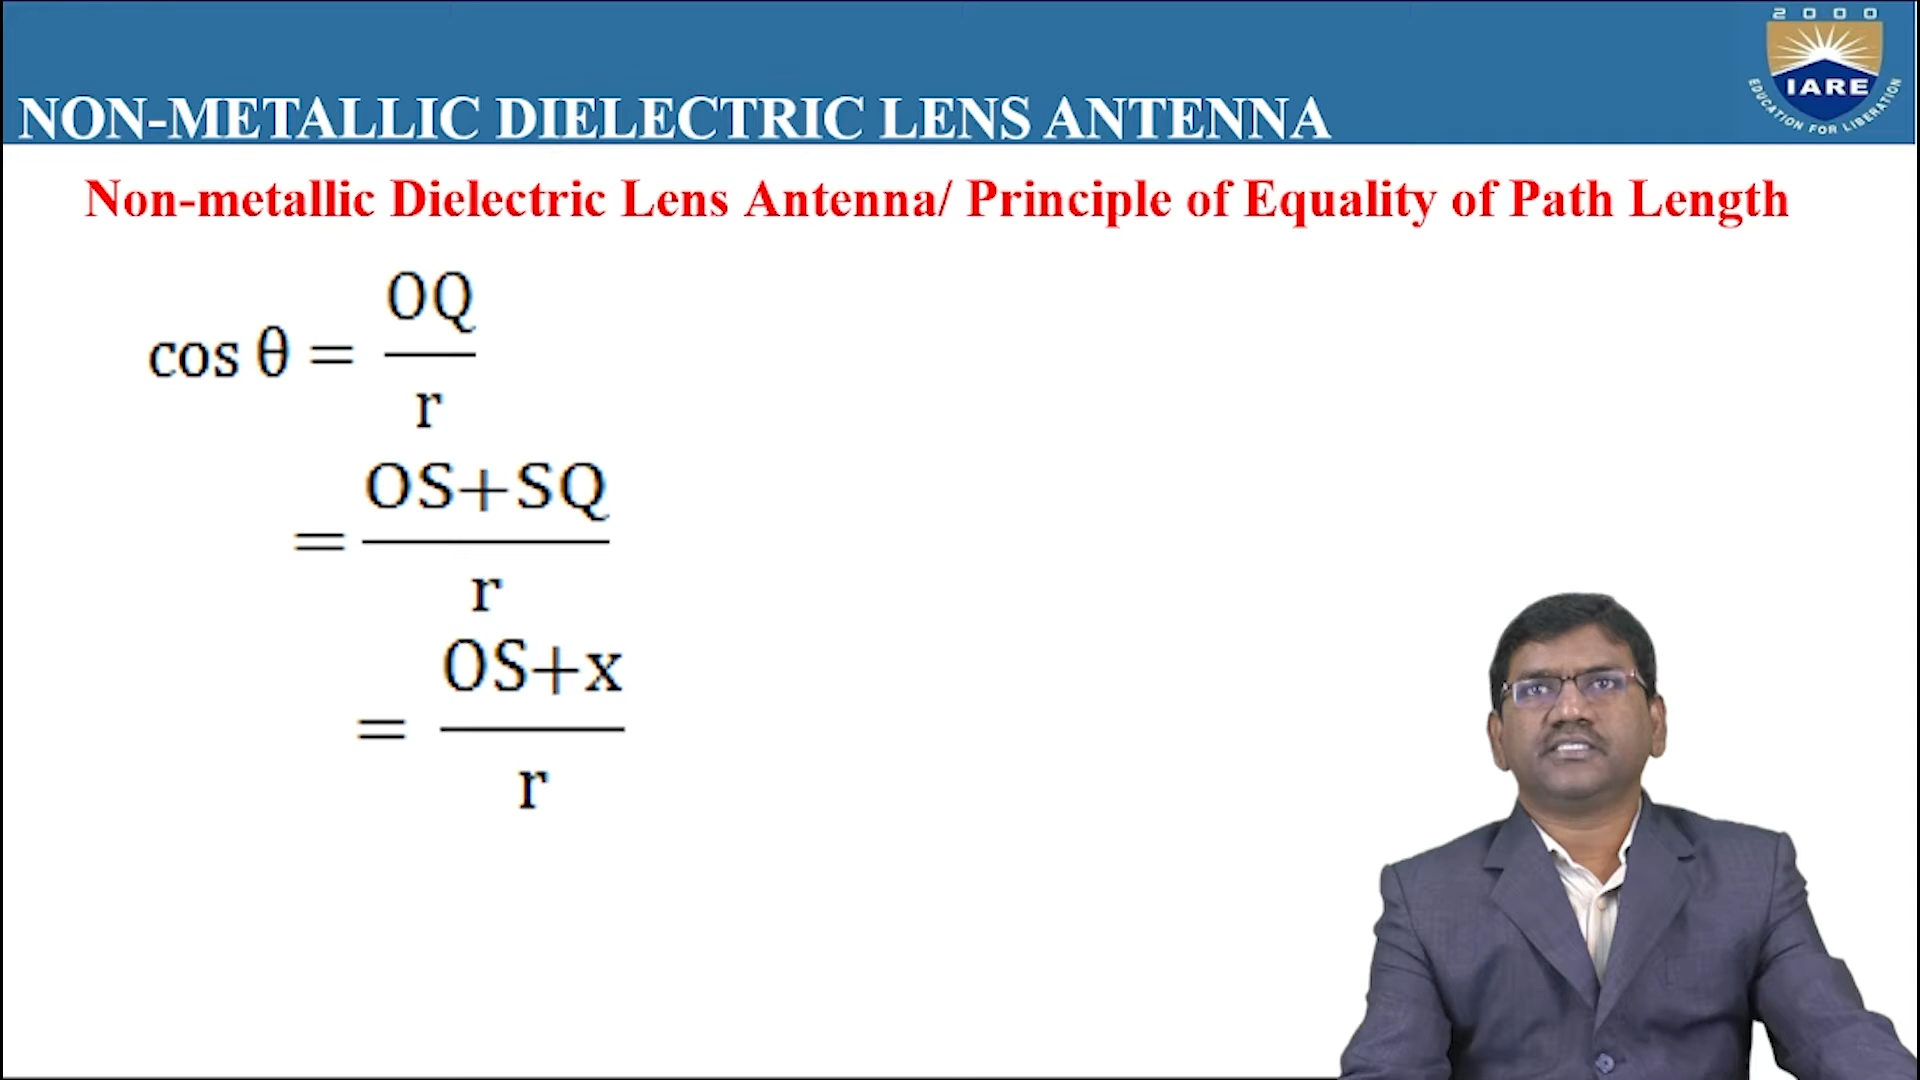 2000
IARE
EDUCATION FOR LIBERATION
NON-METALLIC DIELECTRIC LENS ANTENNA
Non-metallic Dielectric Lens Antenna/ Principle of Equality of Path Length
cos θ = OQ/r
= OS+SQ/r
= OS+x/r